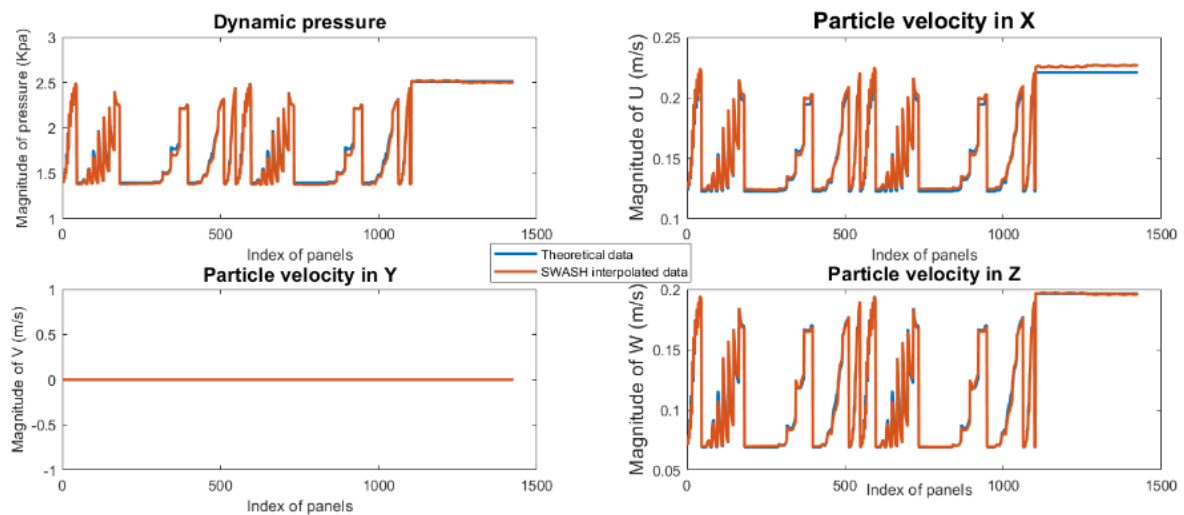 Dynamic pressure
3
2.5
2
1.5
1
Magnitude of pressure (Kpa)
0
500
1000
1500
Index of panels
Particle velocity in X
0.25
0.2
0.15
0.1
Magnitude of U (m/s)
0
500
1000
1500
Index of panels
Theoretical data
SWASH interpolated data
Particle velocity in Y
1
0.5
0
-0.5
-1
Magnitude of V (m/s)
0
500
1000
1500
Index of panels
Particle velocity in Z
0.2
0.15
0.1
0.05
Magnitude of W (m/s)
0
500
1000
1500
Index of panels